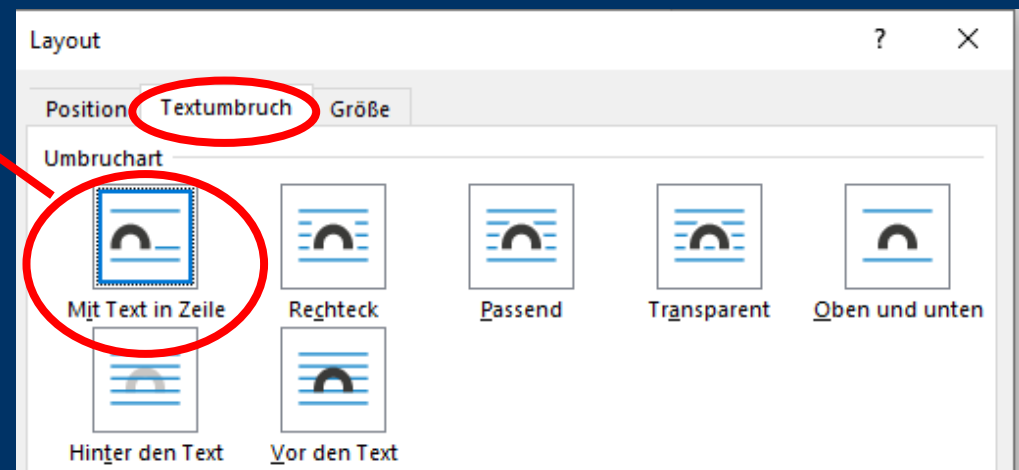 Layout ? ×
Position Textumbruch Größe
Umbruchart
Mit Text in Zeile Rechteck Passend Transparent Oben und unten
Hinter den Text Vor den Text